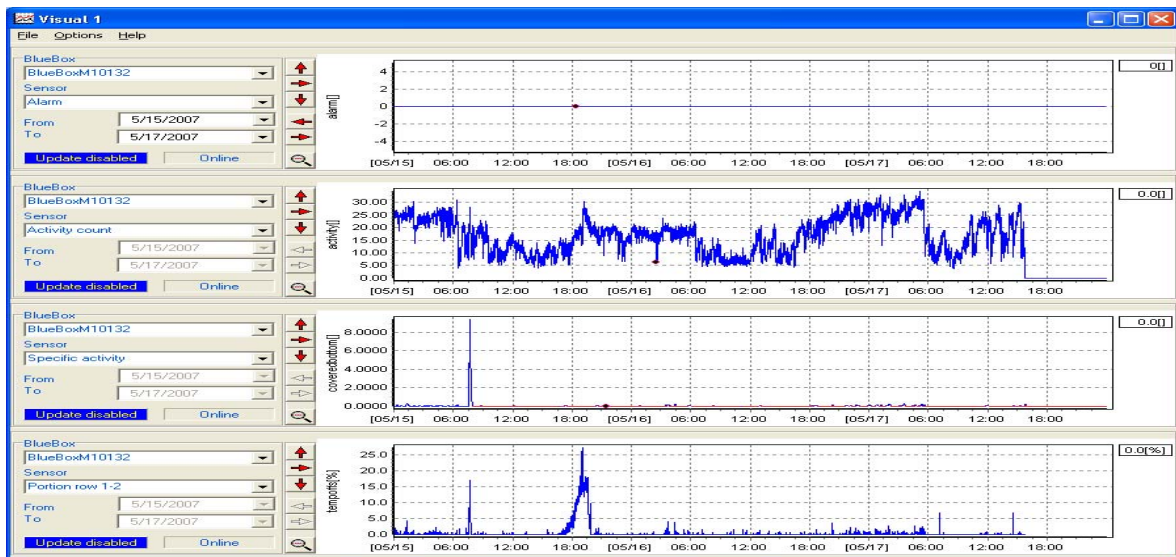 Visual 1
File Options Help
BlueBox
BlueBoxM10132
Sensor
Alarm
From 5/15/2007
To 5/17/2007
Update disabled Online
alarm[]
4
2
0
-2
-4
[05/15] 06:00 12:00 18:00 [05/16] 06:00 12:00 18:00 [05/17] 06:00 12:00 18:00
0[]
BlueBox
BlueBoxM10132
Sensor
Activity count
From 5/15/2007
To 5/17/2007
Update disabled Online
activity[]
30.00
25.00
20.00
15.00
10.00
5.00
0.00
[05/15] 06:00 12:00 18:00 [05/16] 06:00 12:00 18:00 [05/17] 06:00 12:00 18:00
0.0[]
BlueBox
BlueBoxM10132
Sensor
Specific activity
From 5/15/2007
To 5/17/2007
Update disabled Online
coveredbottom[]
8.0000
6.0000
4.0000
2.0000
0.0000
[05/15] 06:00 12:00 18:00 [05/16] 06:00 12:00 18:00 [05/17] 06:00 12:00 18:00
0.0[]
BlueBox
BlueBoxM10132
Sensor
Portion row 1-2
From 5/15/2007
To 5/17/2007
Update disabled Online
25.0
20.0
15.0
10.0
5.0
0.0
[05/15] 06:00 12:00 18:00 [05/16] 06:00 12:00 18:00 [05/17] 06:00 12:00 18:00
0.0[%]